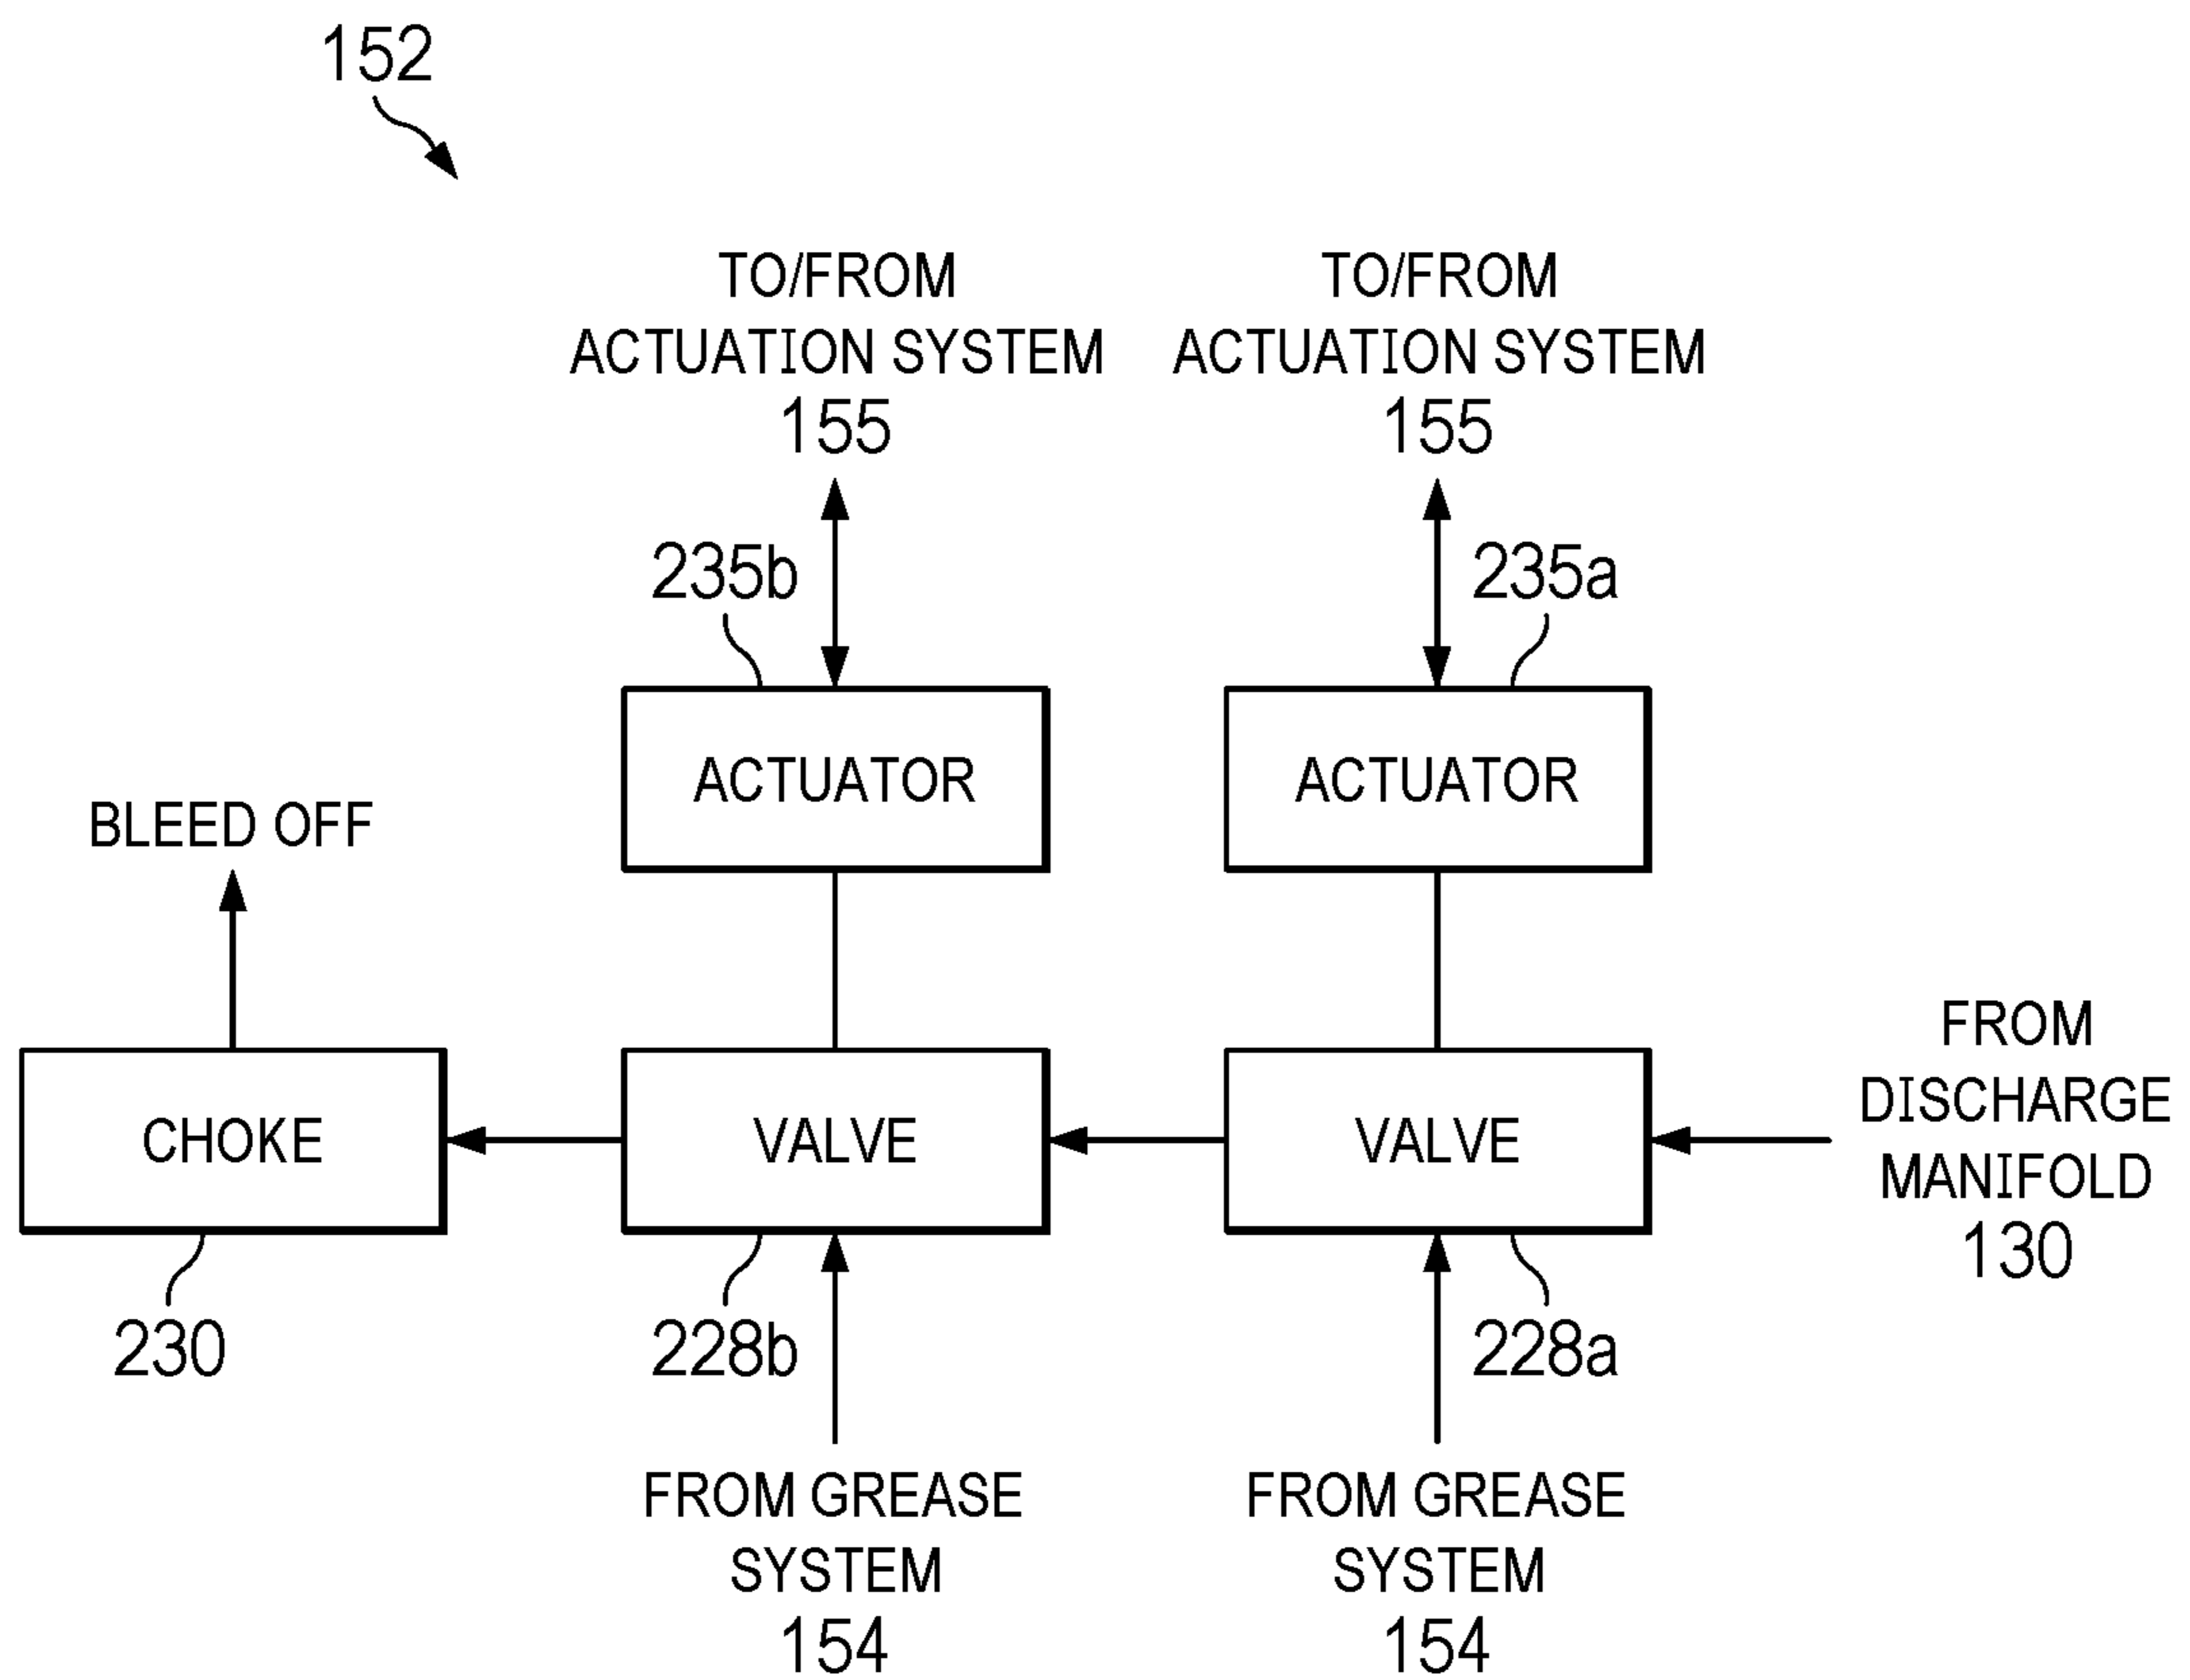 152
TO/FROM
ACTUATION SYSTEM
155
TO/FROM
ACTUATION SYSTEM
155
235b
235a
ACTUATOR
ACTUATOR
BLEED OFF
FROM
DISCHARGE
MANIFOLD
130
CHOKE
VALVE
VALVE
230
228b
228a
FROM GREASE
SYSTEM
154
FROM GREASE
SYSTEM
154